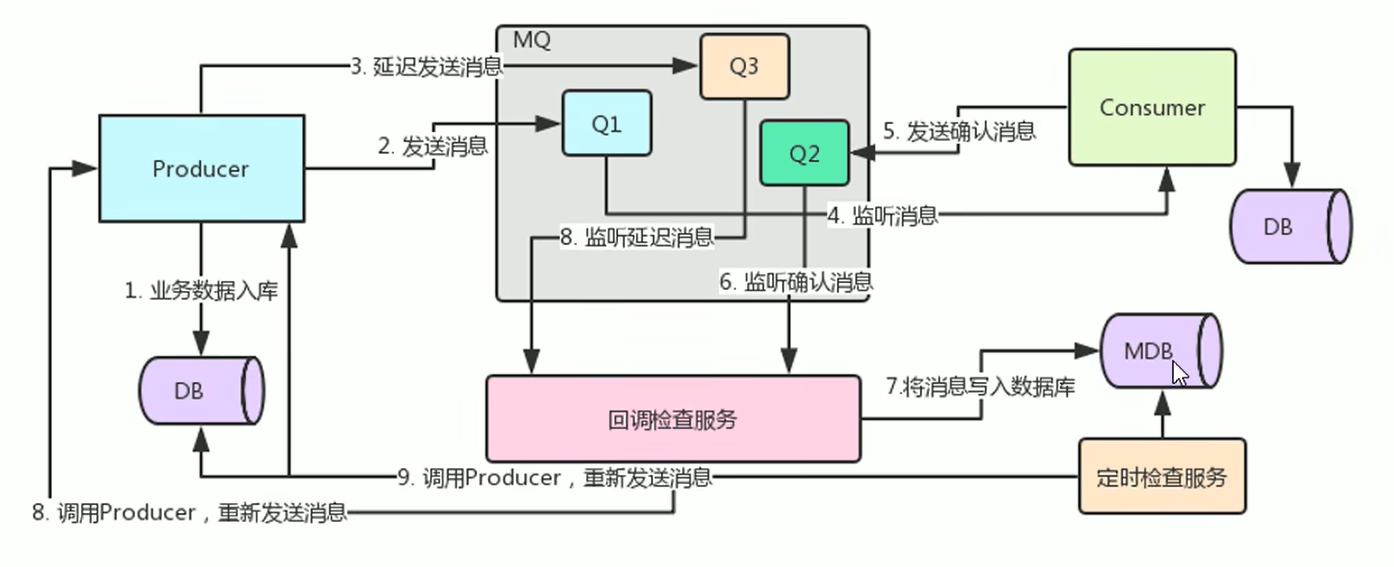 MQ
3. 延迟发送消息
Q3
Q1
Consumer
5. 发送确认消息
2. 发送消息
Q2
Producer
4. 监听消息
DB
8. 监听延迟消息
6. 监听确认消息
1. 业务数据入库
MDB
DB
7.将消息写入数据库
回调检查服务
9. 调用Producer，重新发送消息
定时检查服务
8. 调用Producer，重新发送消息